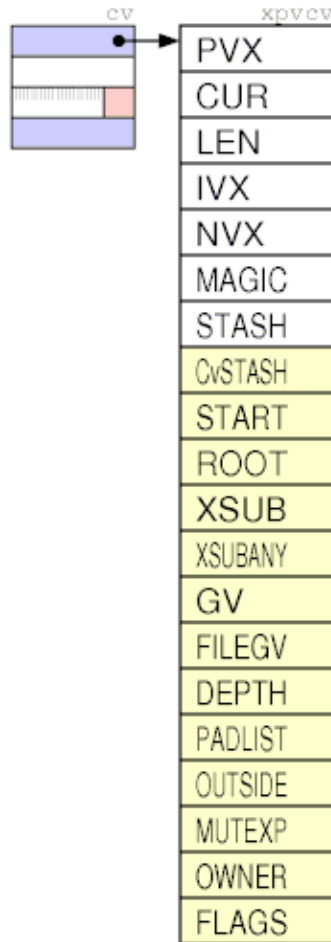 cv xpvcv
PVX
CUR
LEN
IVX
NVX
MAGIC
STASH
CvSTASH
START
ROOT
XSUB
XSUBANY
GV
FILEGV
DEPTH
PADLIST
OUTSIDE
MUTEXP
OWNER
FLAGS